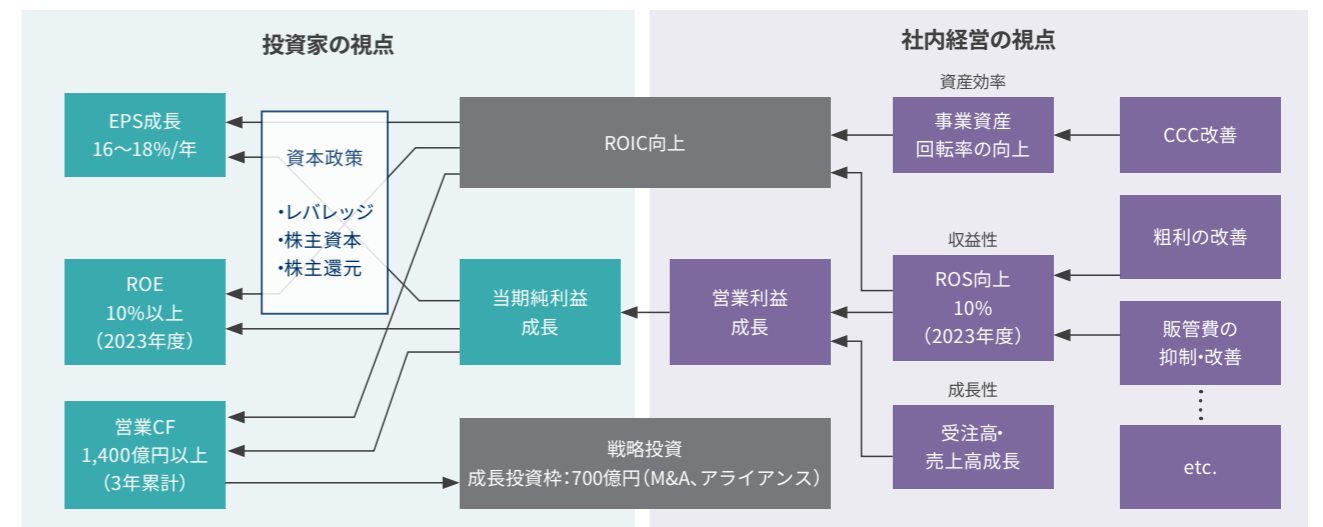 投資家の視点
EPS成長
16〜18%/年
資本政策
・レバレッジ
・株主資本
・株主還元
ROE
10%以上
（2023年度）
営業CF
1,400億円以上
（3年累計）
ROIC向上
当期純利益
成長
戦略投資
成長投資枠：700億円（M&A、アライアンス）
社内経営の視点
営業利益
成長
資産効率
事業資産
回転率の向上
収益性
ROS向上
10%
（2023年度）
成長性
受注高・
売上高成長
CCC改善
粗利の改善
販管費の
抑制・改善
etc.